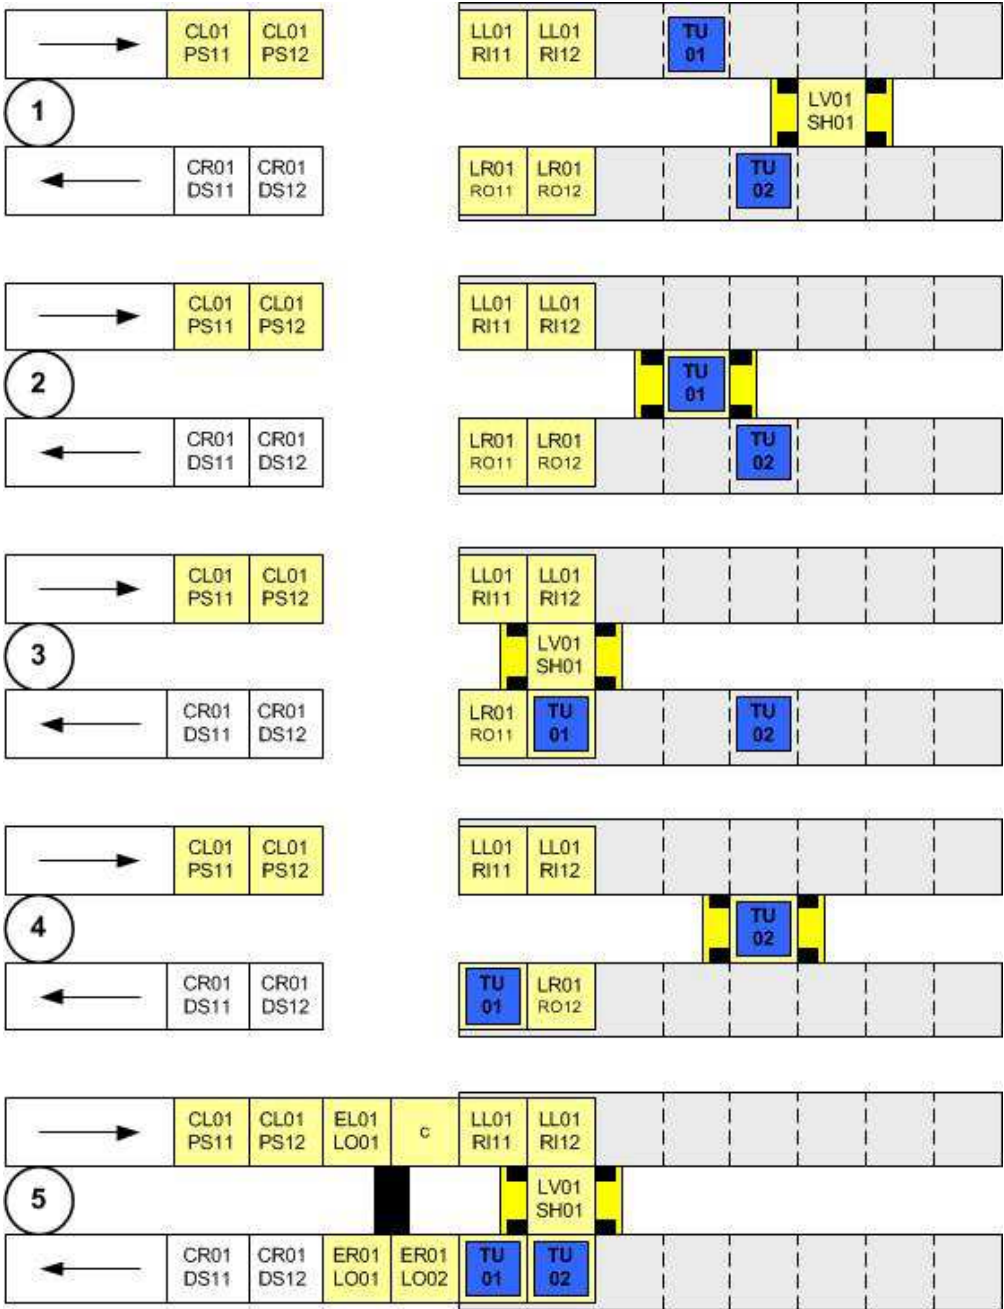 CL01 CL01 LL01 LL01 TU
PS11 PS12 RI11 RI12 01
1 LV01
SH01
CR01 CR01 LR01 LR01 TU
DS11 DS12 RO11 RO12 02
CL01 CL01 LL01 LL01
PS11 PS12 RI11 RI12
2 TU
01
CR01 CR01 LR01 LR01 TU
DS11 DS12 RO11 RO12 02
CL01 CL01 LL01 LL01
PS11 PS12 RI11 RI12
3 LV01
SH01
CR01 CR01 LR01 TU TU
DS11 DS12 RO11 01 02
CL01 CL01 LL01 LL01
PS11 PS12 RI11 RI12
4 TU
02
CR01 CR01 TU LR01
DS11 DS12 01 RO12
CL01 CL01 EL01 c LL01 LL01
PS11 PS12 LO01 RI11 RI12
5 LV01
SH01
CR01 CR01 ER01 ER01 TU TU
DS11 DS12 LO01 LO02 01 02